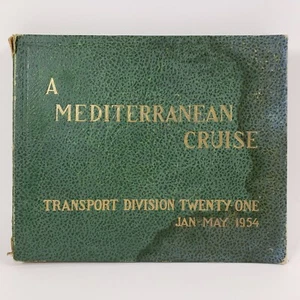 A
MEDITERRANEAN
CRUISE
TRANSPORT DIVISION TWENTY-ONE
JAN-MAY 1954